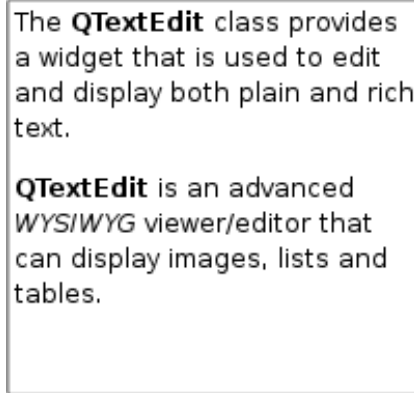 The QTextEdit class provides
a widget that is used to edit
and display both plain and rich
text.
QTextEdit is an advanced
WYSIWYG viewer/editor that
can display images, lists and
tables.